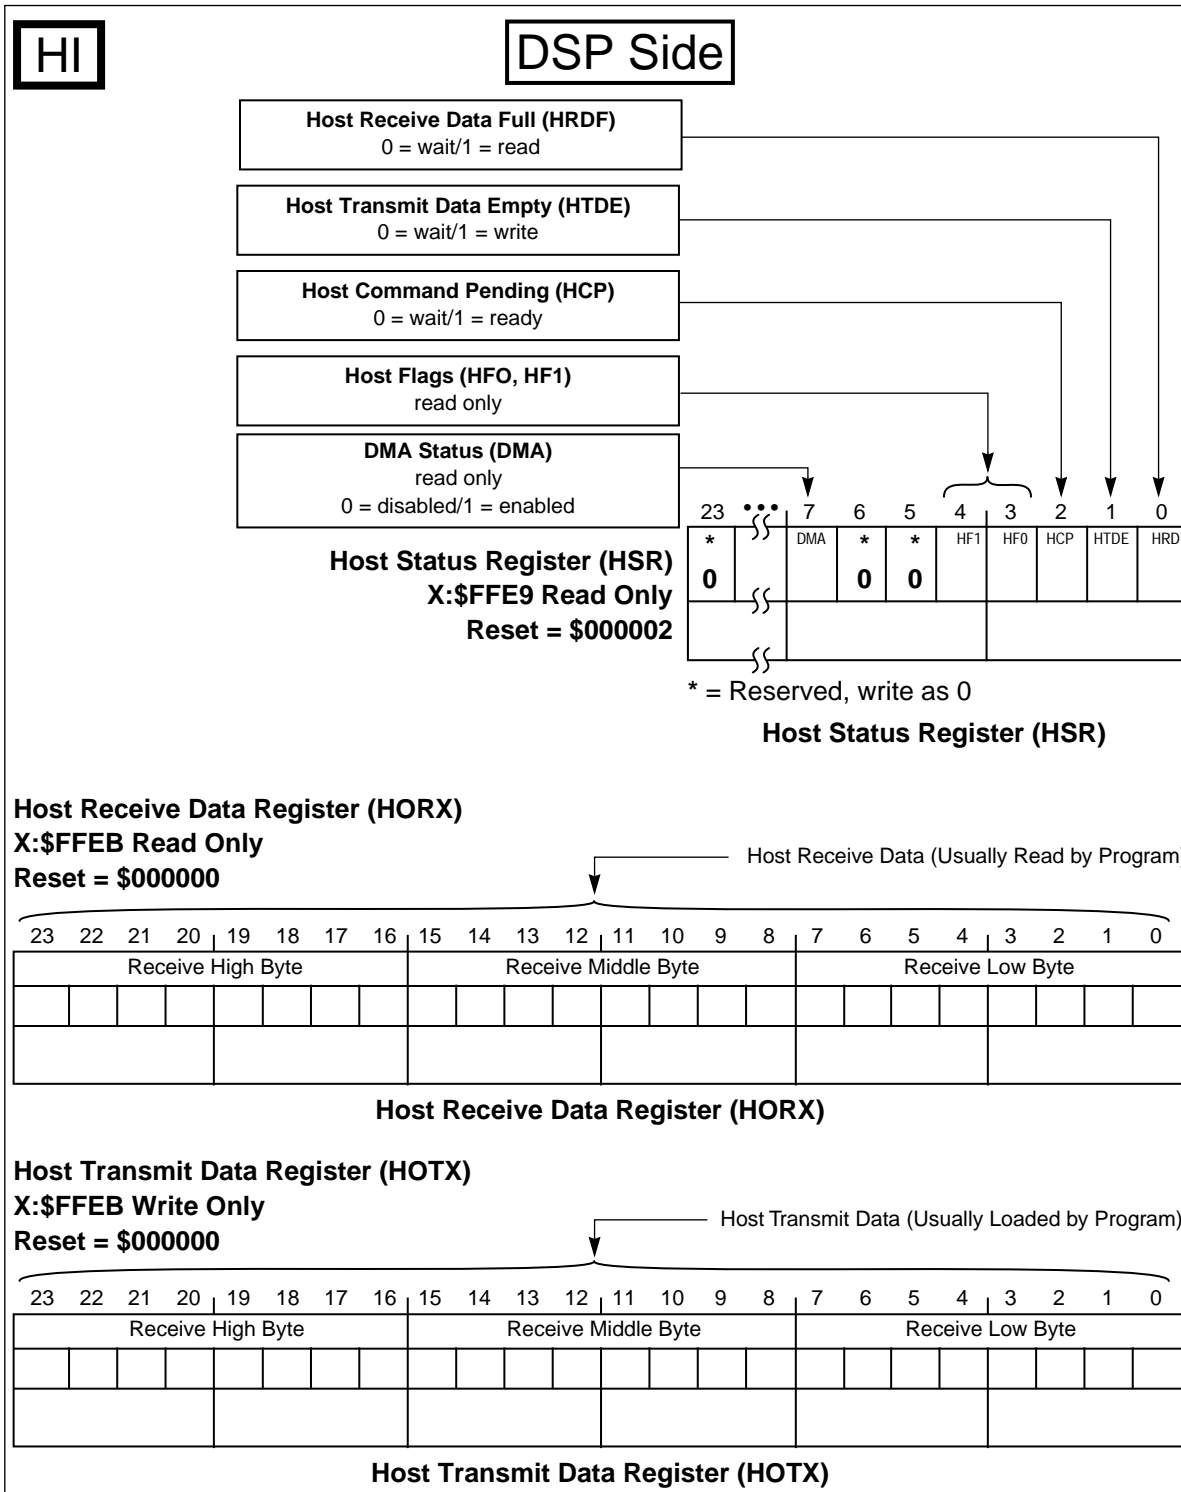 HI
DSP Side
Host Receive Data Full (HRDF)
0 = wait/1 = read
Host Transmit Data Empty (HTDE)
0 = wait/1 = write
Host Command Pending (HCP)
0 = wait/1 = ready
Host Flags (HFO, HF1)
read only
DMA Status (DMA)
read only
0 = disabled/1 = enabled
23 ••• 7 6 5 4 3 2 1 0
* DMA * * HF1 HF0 HCP HTDE HRD
0 0 0
Host Status Register (HSR)
X:$FFE9 Read Only
Reset = $000002
* = Reserved, write as 0
Host Status Register (HSR)
Host Receive Data Register (HORX)
X:$FFEB Read Only
Reset = $000000
Host Receive Data (Usually Read by Program)
23 22 21 20 19 18 17 16 15 14 13 12 11 10 9 8 7 6 5 4 3 2 1 0
Receive High Byte Receive Middle Byte Receive Low Byte
Host Receive Data Register (HORX)
Host Transmit Data Register (HOTX)
X:$FFEB Write Only
Reset = $000000
Host Transmit Data (Usually Loaded by Program)
23 22 21 20 19 18 17 16 15 14 13 12 11 10 9 8 7 6 5 4 3 2 1 0
Receive High Byte Receive Middle Byte Receive Low Byte
Host Transmit Data Register (HOTX)